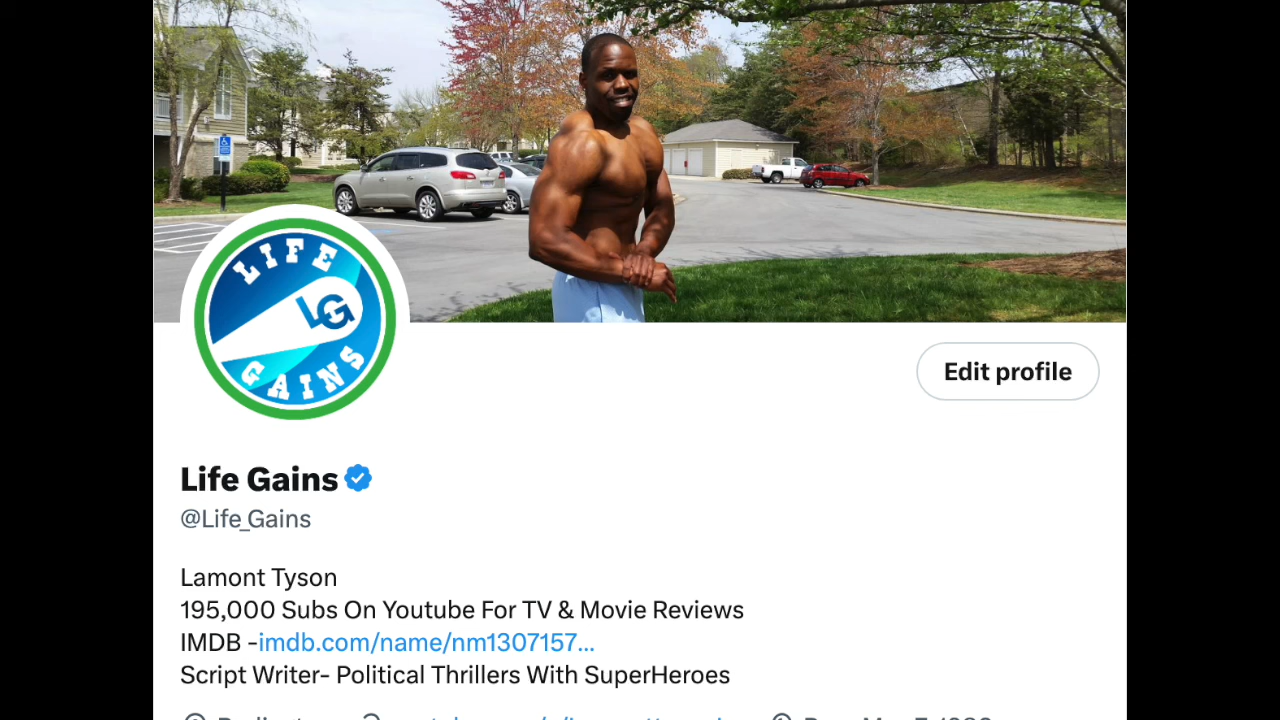 LIFE
LG
GAINS
Edit profile
Life Gains
@Life_Gains
Lamont Tyson
195,000 Subs On Youtube For TV & Movie Reviews
IMDB -imdb.com/name/nm1307157...
Script Writer- Political Thrillers With SuperHeroes